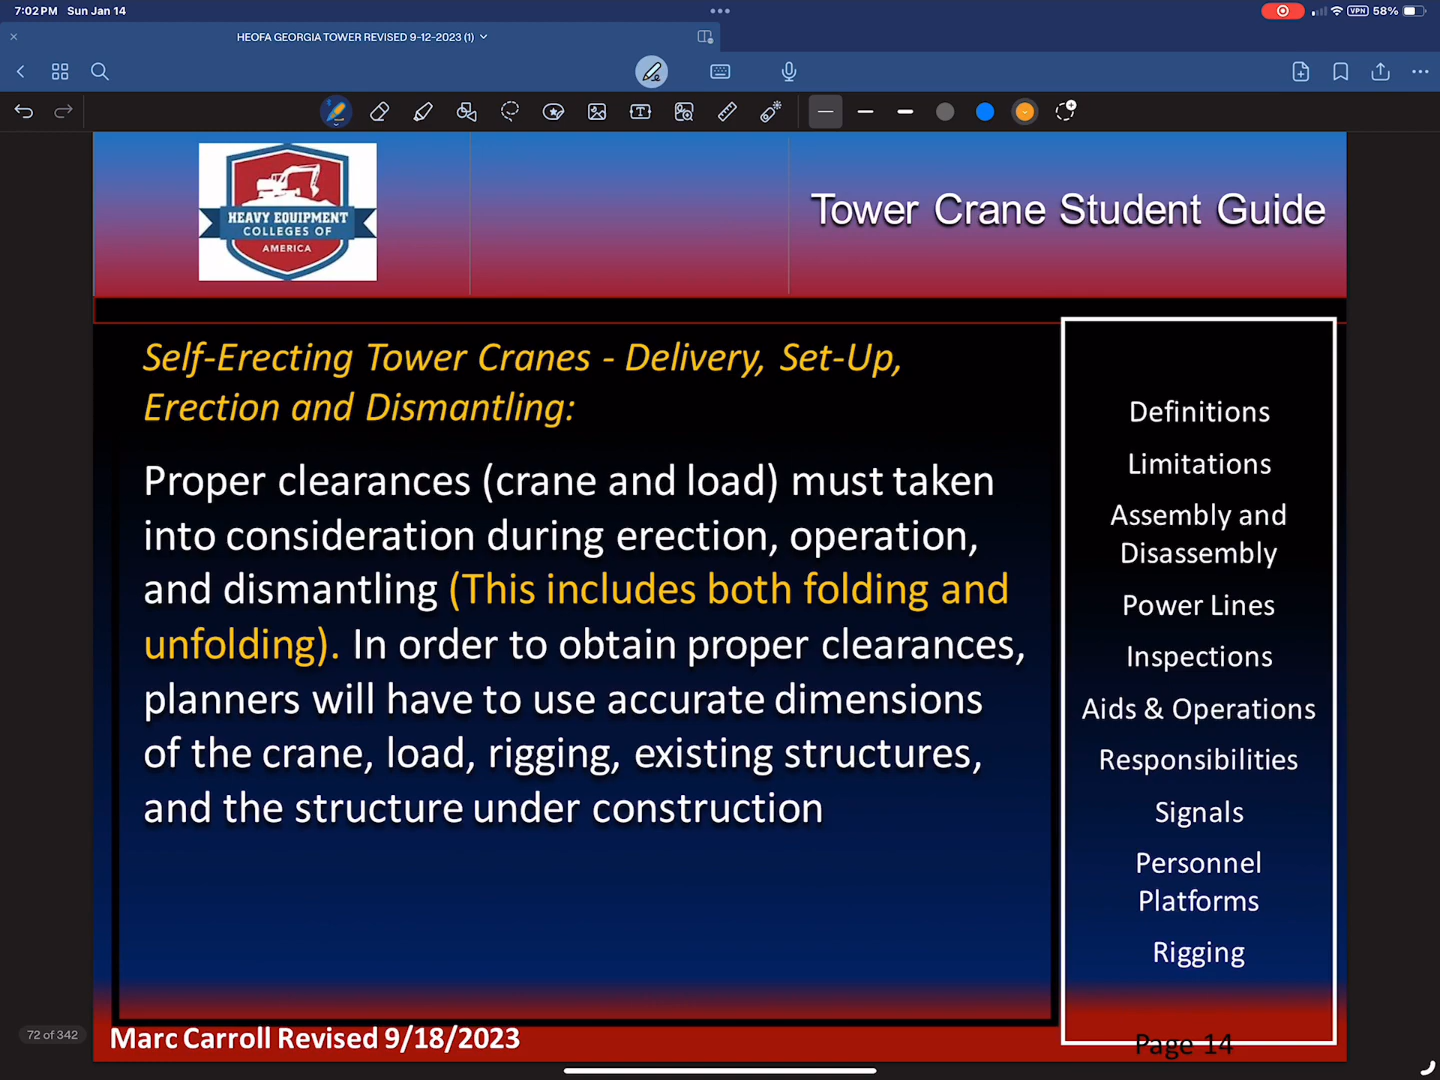 7:02 PM Sun Jan 14
VPN 58%
HEOFA GEORGIA TOWER REVISED 9-12-2023 (1)
HEAVY EQUIPMENT
COLLEGES OF
AMERICA
Tower Crane Student Guide
Self-Erecting Tower Cranes - Delivery, Set-Up,
Erection and Dismantling:
Proper clearances (crane and load) must taken
into consideration during erection, operation,
and dismantling (This includes both folding and
unfolding). In order to obtain proper clearances,
planners will have to use accurate dimensions
of the crane, load, rigging, existing structures,
and the structure under construction
Definitions
Limitations
Assembly and
Disassembly
Power Lines
Inspections
Aids & Operations
Responsibilities
Signals
Personnel
Platforms
Rigging
72 of 342
Marc Carroll Revised 9/18/2023
Page 14